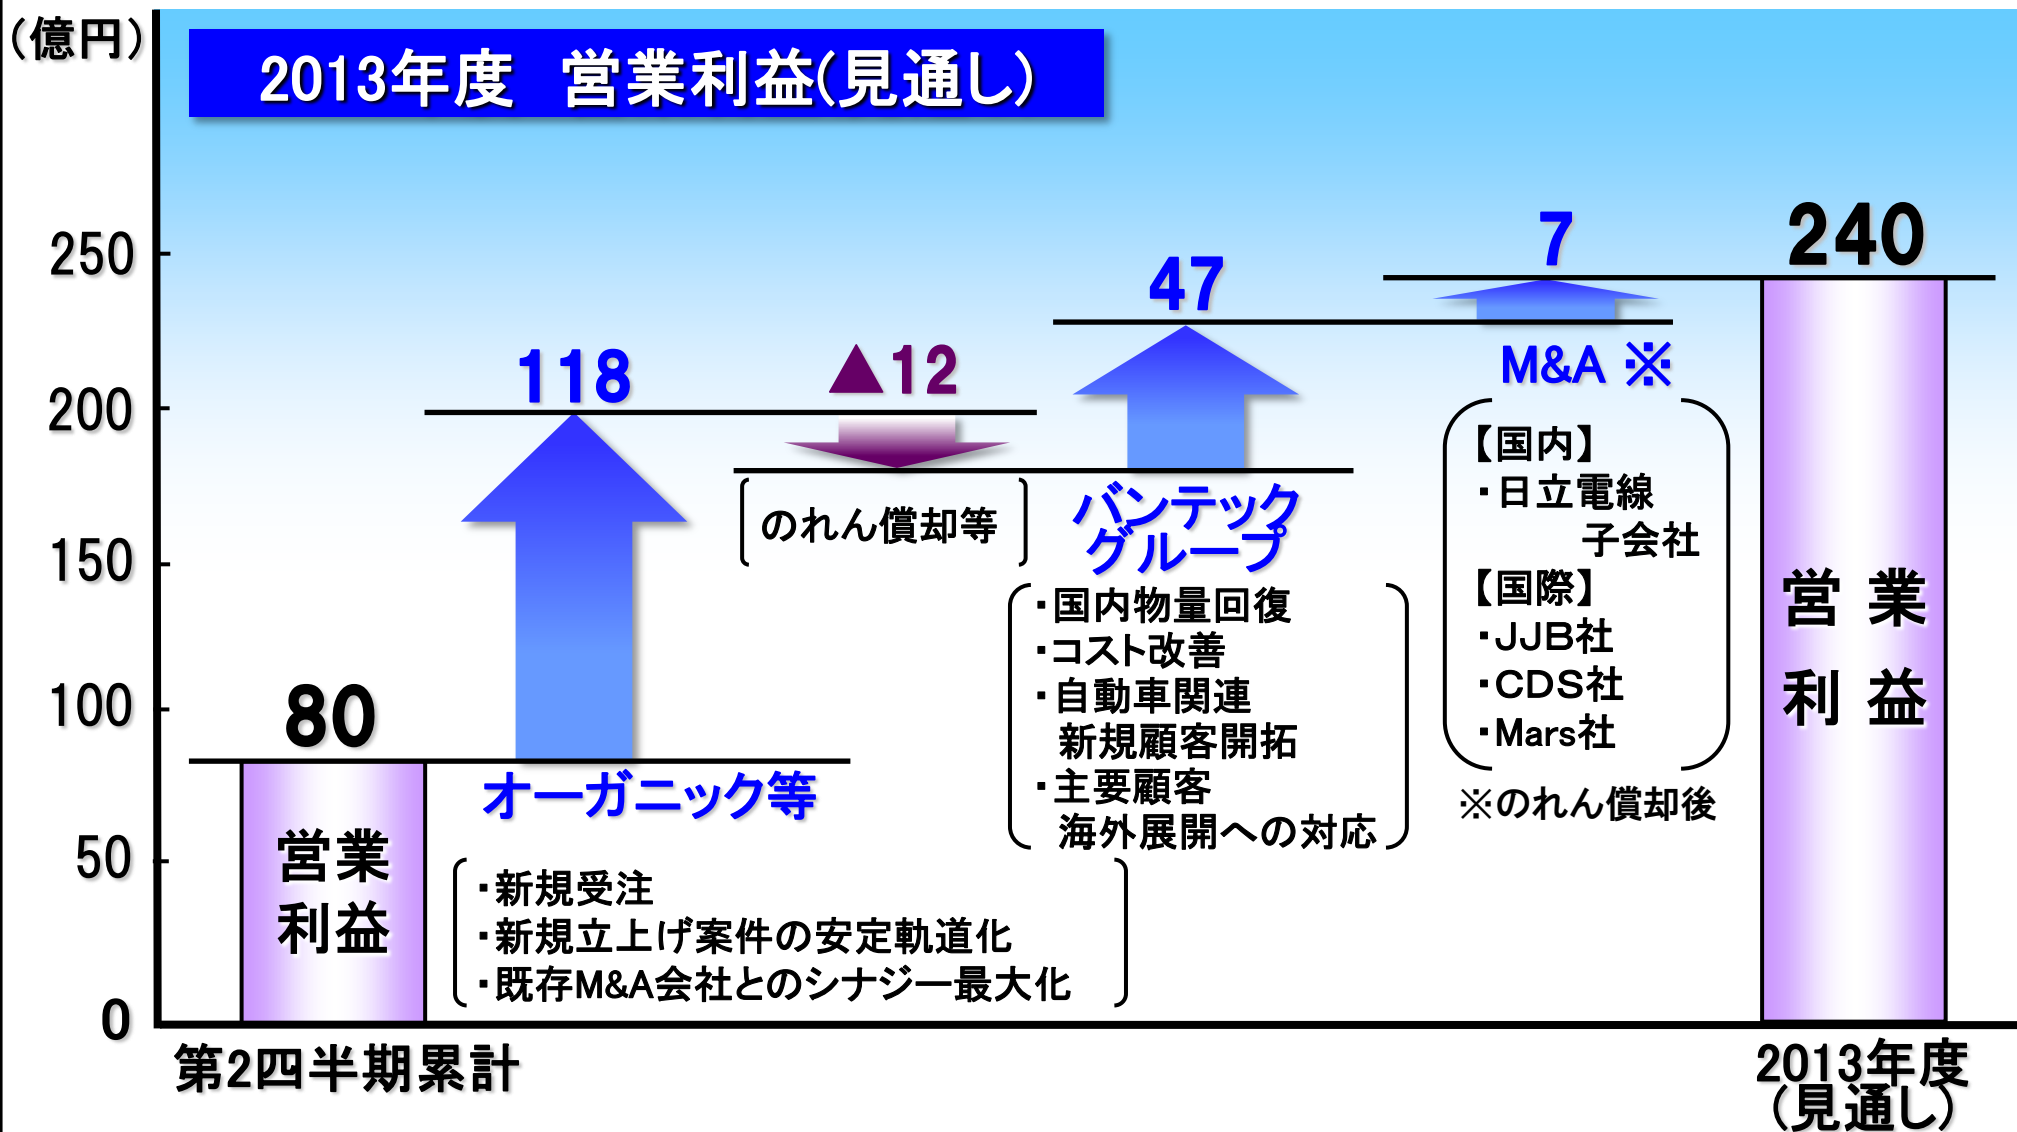 (億円)
2013年度　営業利益(見通し)
250
200
150
100
50
0
80
営業
利益
第2四半期累計
118
オーガニック等
・新規受注
・新規立上げ案件の安定軌道化
・既存M&A会社とのシナジー最大化
▲12
のれん償却等
47
バンテック
グループ
・国内物量回復
・コスト改善
・自動車関連
新規顧客開拓
・主要顧客
海外展開への対応
7
M&A ※
【国内】
・日立電線
子会社
【国際】
・JJB社
・CDS社
・Mars社
※のれん償却後
240
営業
利益
2013年度
(見通し)